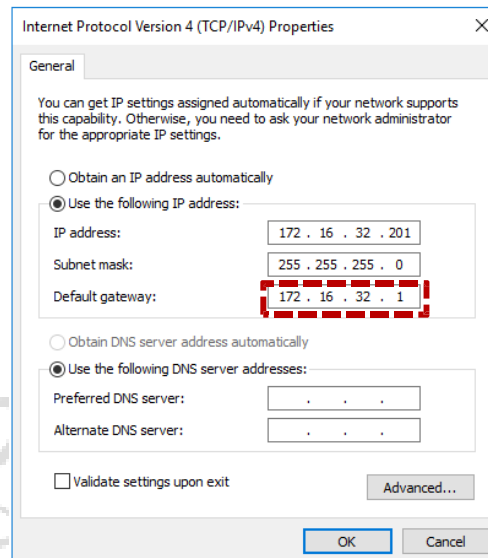 Internet Protocol Version 4 (TCP/IPv4) Properties
General
You can get IP settings assigned automatically if your network supports
this capability. Otherwise, you need to ask your network administrator
for the appropriate IP settings.
Obtain an IP address automatically
Use the following IP address:
IP address: 172 . 16 . 32 . 201
Subnet mask: 255 . 255 . 255 . 0
Default gateway: 172 . 16 . 32 . 1
Obtain DNS server address automatically
Use the following DNS server addresses:
Preferred DNS server: . . .
Alternate DNS server: . . .
Validate settings upon exit
Advanced...
OK Cancel